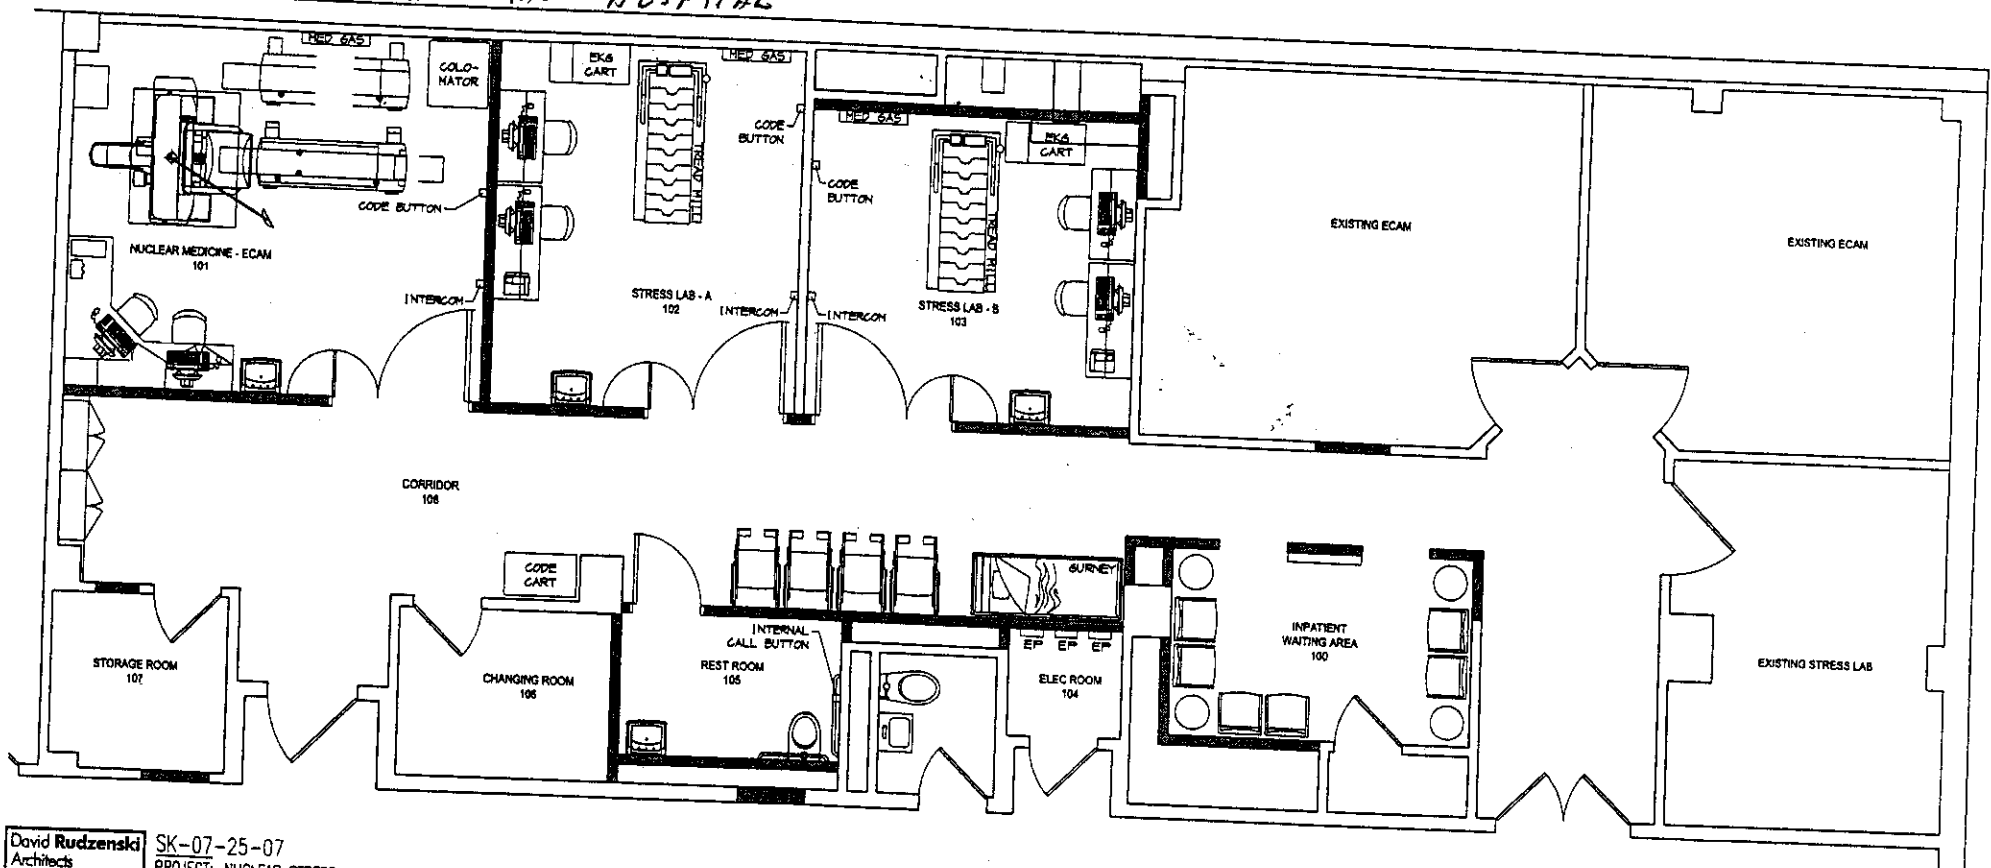 HOSPITAL
MED GAS
COLO-
MATOR
EKG
CART
MED GAS
CODE
BUTTON
MED GAS
EKG
CART
TREAD MILL
CODE
BUTTON
CODE BUTTON
TREAD MILL
EXISTING ECAM
EXISTING ECAM
NUCLEAR MEDICINE - ECAM
101
INTERCOM
STRESS LAB - A
102
INTERCOM
INTERCOM
STRESS LAB - B
103
CORRIDOR
108
CODE
CART
GURNEY
STORAGE ROOM
107
CHANGING ROOM
106
INTERNAL
CALL BUTTON
REST ROOM
105
EP EP EP
ELEC ROOM
104
INPATIENT
WAITING AREA
100
EXISTING STRESS LAB
David Rudzenski
Architects
SK-07-25-07